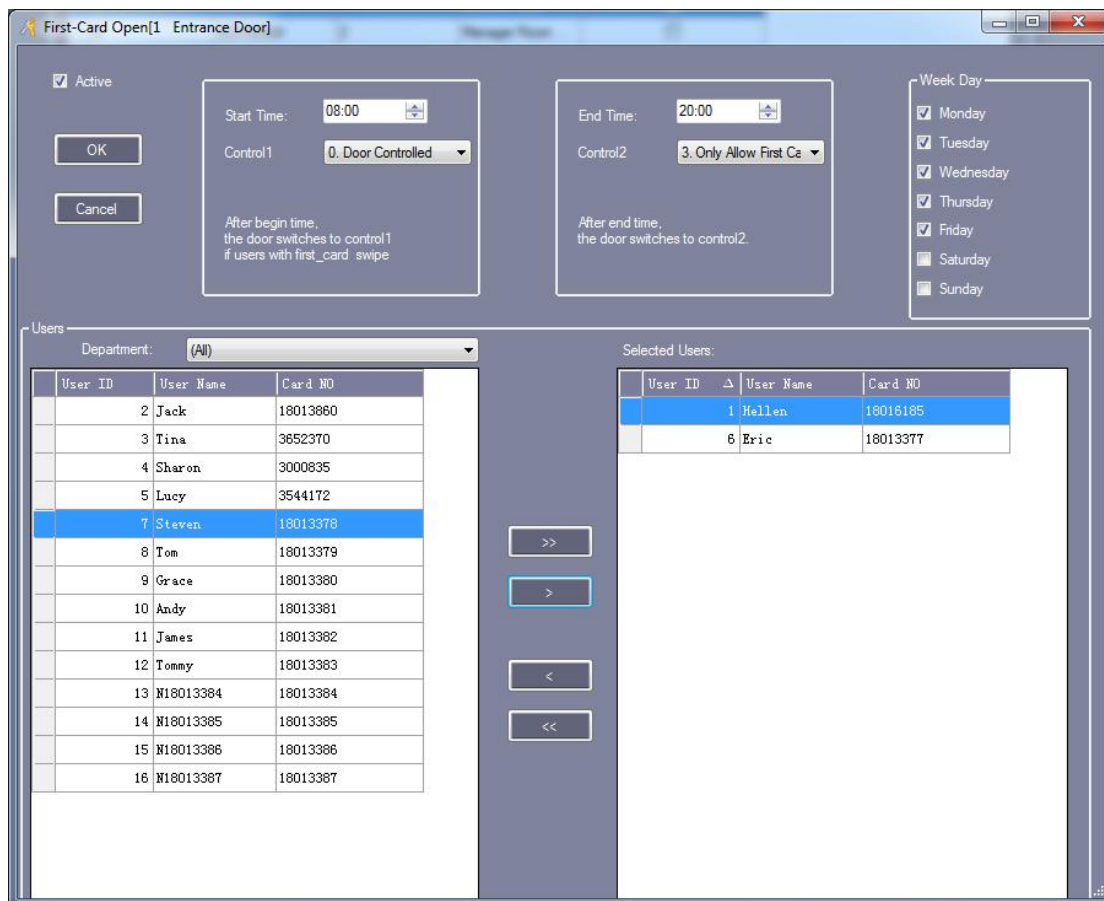 First-Card Open[1   Entrance Door]
Active
OK
Cancel
Start Time:
08:00
Control1
0. Door Controlled
After begin time,
the door switches to control1
if users with first_card  swipe
End Time:
20:00
Control2
3. Only Allow First Ca
After end time,
the door switches to control2.
Week Day
Monday
Tuesday
Wednesday
Thursday
Friday
Saturday
Sunday
Users
Department:
(All)
User ID User Name Card NO
2 Jack 18013860
3 Tina 3652370
4 Sharon 3000835
5 Lucy 3544172
7 Steven 18013378
8 Tom 18013379
9 Grace 18013380
10 Andy 18013381
11 James 18013382
12 Tommy 18013383
13 N18013384 18013384
14 N18013385 18013385
15 N18013386 18013386
16 N18013387 18013387
>>
>
<
<<
Selected Users:
User ID User Name Card NO
1 Hellen 18016185
6 Eric 18013377